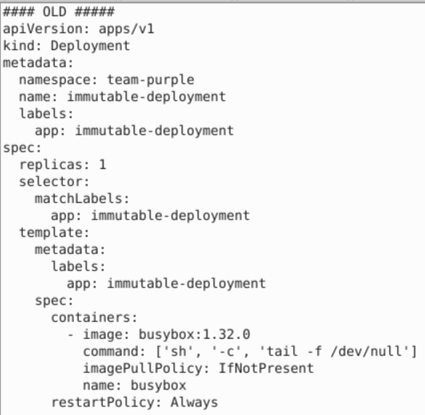 #### OLD #####
apiVersion: apps/v1
kind: Deployment
metadata:
  namespace: team-purple
  name: immutable-deployment
  labels:
    app: immutable-deployment
spec:
  replicas: 1
  selector:
    matchLabels:
      app: immutable-deployment
  template:
    metadata:
      labels:
        app: immutable-deployment
    spec:
      containers:
        - image: busybox:1.32.0
          command: ['sh', '-c', 'tail -f /dev/null']
          imagePullPolicy: IfNotPresent
          name: busybox
      restartPolicy: Always